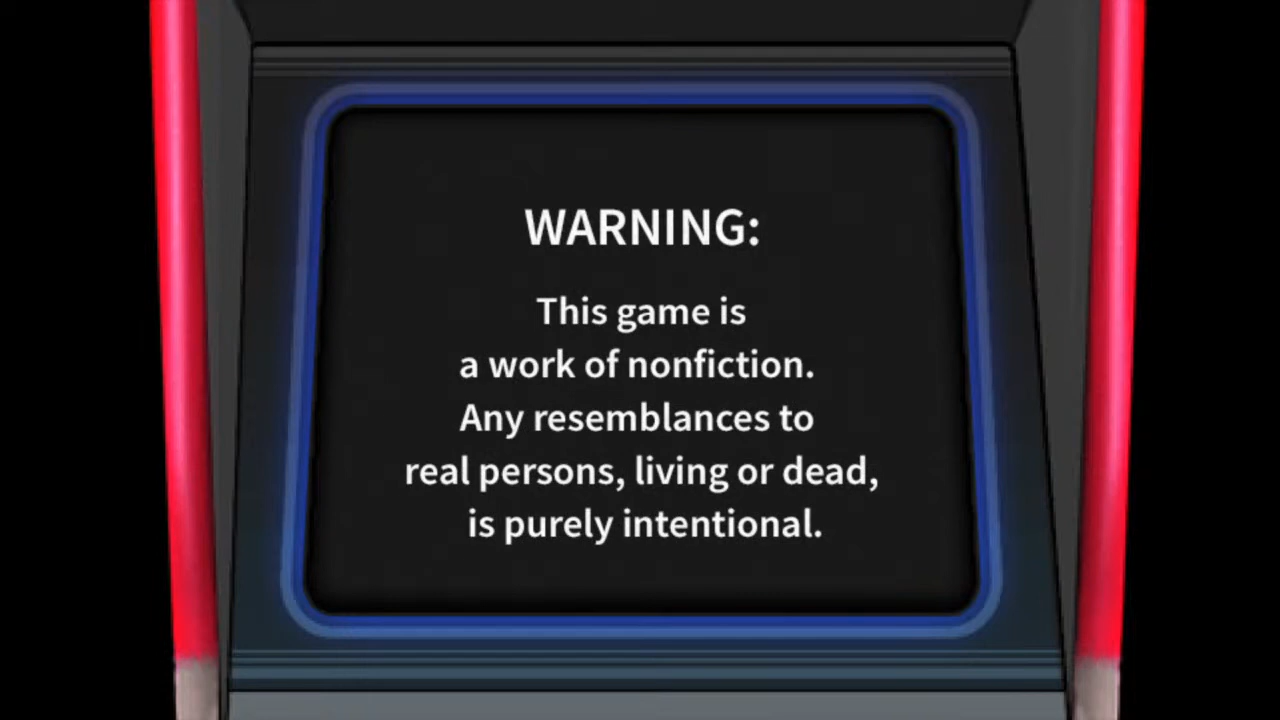 WARNING:
This game is
a work of nonfiction.
Any resemblances to
real persons, living or dead,
is purely intentional.